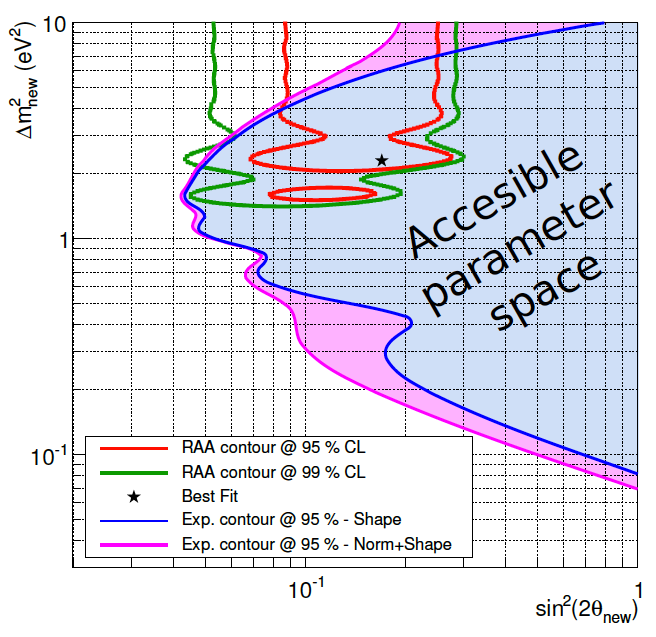 10
Δm²new (eV²)
1
10⁻¹
Accesible
parameter
space
RAA contour @ 95 % CL
RAA contour @ 99 % CL
Best Fit
Exp. contour @ 95 % - Shape
Exp. contour @ 95 % - Norm+Shape
10⁻¹
1
sin²(2θnew)